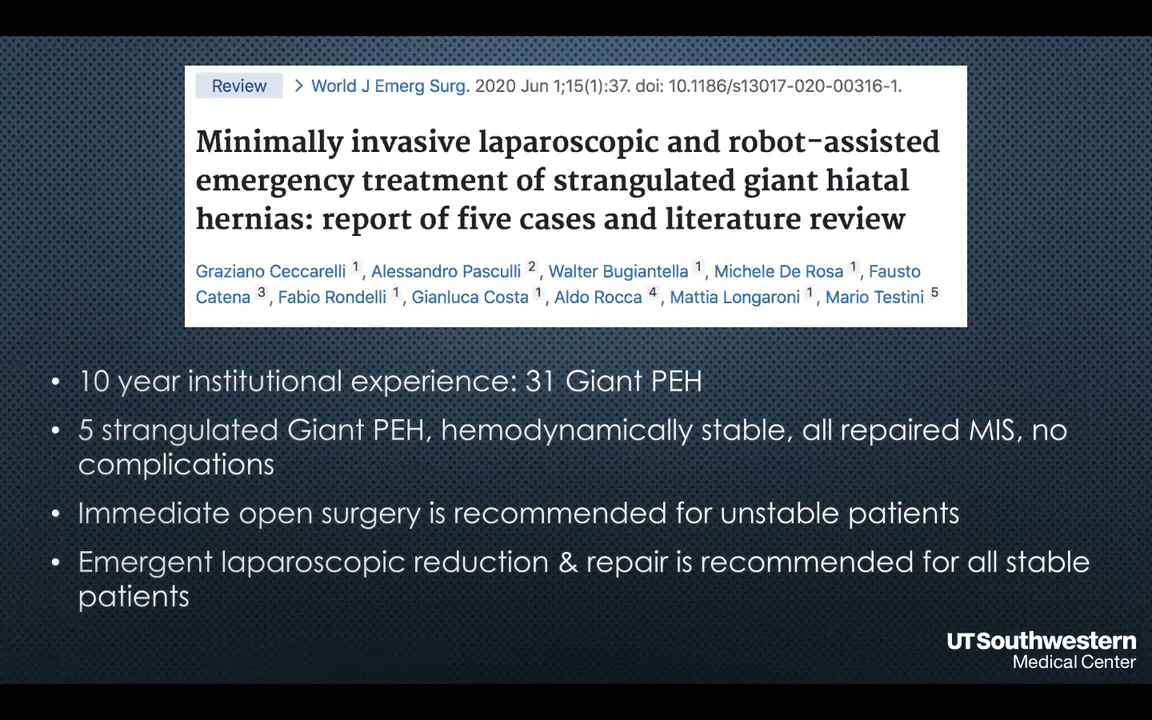 Review > World J Emerg Surg. 2020 Jun 1;15(1):37. doi: 10.1186/s13017-020-00316-1.
Minimally invasive laparoscopic and robot-assisted
emergency treatment of strangulated giant hiatal
hernias: report of five cases and literature review
Graziano Ceccarelli 1, Alessandro Pasculli 2, Walter Bugiantella 1, Michele De Rosa 1, Fausto
Catena 3, Fabio Rondelli 1, Gianluca Costa 1, Aldo Rocca 4, Mattia Longaroni 1, Mario Testini 5
• 10 year institutional experience: 31 Giant PEH
• 5 strangulated Giant PEH, hemodynamically stable, all repaired MIS, no
complications
• Immediate open surgery is recommended for unstable patients
• Emergent laparoscopic reduction & repair is recommended for all stable
patients
UTSouthwestern
Medical Center